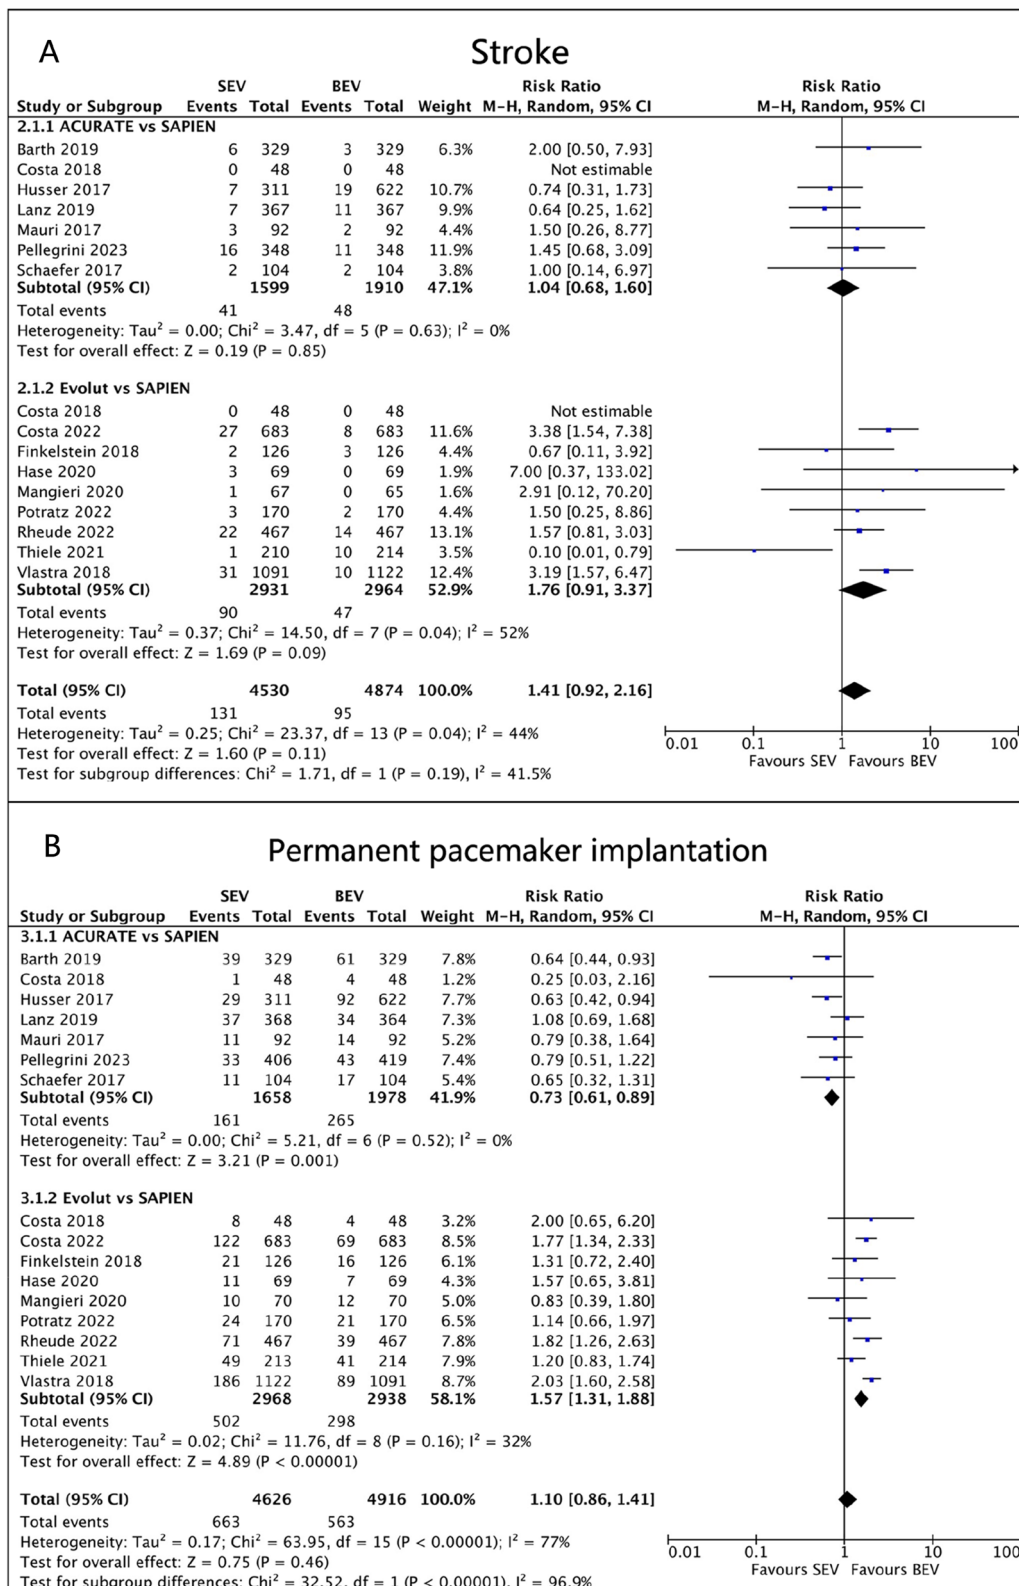 A
Stroke
SEV BEV Risk Ratio Risk Ratio
Study or Subgroup Events Total Events Total Weight M-H, Random, 95% CI M-H, Random, 95% CI
2.1.1 ACURATE vs SAPIEN
Barth 2019 6 329 3 329 6.3% 2.00 [0.50, 7.93]
Costa 2018 0 48 0 48 Not estimable
Husser 2017 7 311 19 622 10.7% 0.74 [0.31, 1.73]
Lanz 2019 7 367 11 367 9.9% 0.64 [0.25, 1.62]
Mauri 2017 3 92 2 92 4.4% 1.50 [0.26, 8.77]
Pellegrini 2023 16 348 11 348 11.9% 1.45 [0.68, 3.09]
Schaefer 2017 2 104 2 104 3.8% 1.00 [0.14, 6.97]
Subtotal (95% CI) 1599 1910 47.1% 1.04 [0.68, 1.60]
Total events 41 48
Heterogeneity: Tau² = 0.00; Chi² = 3.47, df = 5 (P = 0.63); I² = 0%
Test for overall effect: Z = 0.19 (P = 0.85)
2.1.2 Evolut vs SAPIEN
Costa 2018 0 48 0 48 Not estimable
Costa 2022 27 683 8 683 11.6% 3.38 [1.54, 7.38]
Finkelstein 2018 2 126 3 126 4.4% 0.67 [0.11, 3.92]
Hase 2020 3 69 0 69 1.9% 7.00 [0.37, 133.02]
Mangieri 2020 1 67 0 65 1.6% 2.91 [0.12, 70.20]
Potratz 2022 3 170 2 170 4.4% 1.50 [0.25, 8.86]
Rheude 2022 22 467 14 467 13.1% 1.57 [0.81, 3.03]
Thiele 2021 1 210 10 214 3.5% 0.10 [0.01, 0.79]
Vlastra 2018 31 1091 10 1122 12.4% 3.19 [1.57, 6.47]
Subtotal (95% CI) 2931 2964 52.9% 1.76 [0.91, 3.37]
Total events 90 47
Heterogeneity: Tau² = 0.37; Chi² = 14.50, df = 7 (P = 0.04); I² = 52%
Test for overall effect: Z = 1.69 (P = 0.09)
Total (95% CI) 4530 4874 100.0% 1.41 [0.92, 2.16]
Total events 131 95
Heterogeneity: Tau² = 0.25; Chi² = 23.37, df = 13 (P = 0.04); I² = 44%
Test for overall effect: Z = 1.60 (P = 0.11)
Test for subgroup differences: Chi² = 1.71, df = 1 (P = 0.19), I² = 41.5%
0.01 0.1 1 10 100
Favours SEV Favours BEV
B
Permanent pacemaker implantation
SEV BEV Risk Ratio Risk Ratio
Study or Subgroup Events Total Events Total Weight M-H, Random, 95% CI M-H, Random, 95% CI
3.1.1 ACURATE vs SAPIEN
Barth 2019 39 329 61 329 7.8% 0.64 [0.44, 0.93]
Costa 2018 1 48 4 48 1.2% 0.25 [0.03, 2.16]
Husser 2017 29 311 92 622 7.7% 0.63 [0.42, 0.94]
Lanz 2019 37 368 34 364 7.3% 1.08 [0.69, 1.68]
Mauri 2017 11 92 14 92 5.2% 0.79 [0.38, 1.64]
Pellegrini 2023 33 406 43 419 7.4% 0.79 [0.51, 1.22]
Schaefer 2017 11 104 17 104 5.4% 0.65 [0.32, 1.31]
Subtotal (95% CI) 1658 1978 41.9% 0.73 [0.61, 0.89]
Total events 161 265
Heterogeneity: Tau² = 0.00; Chi² = 5.21, df = 6 (P = 0.52); I² = 0%
Test for overall effect: Z = 3.21 (P = 0.001)
3.1.2 Evolut vs SAPIEN
Costa 2018 8 48 4 48 3.2% 2.00 [0.65, 6.20]
Costa 2022 122 683 69 683 8.5% 1.77 [1.34, 2.33]
Finkelstein 2018 21 126 16 126 6.1% 1.31 [0.72, 2.40]
Hase 2020 11 69 7 69 4.3% 1.57 [0.65, 3.81]
Mangieri 2020 10 70 12 70 5.0% 0.83 [0.39, 1.80]
Potratz 2022 24 170 21 170 6.5% 1.14 [0.66, 1.97]
Rheude 2022 71 467 39 467 7.8% 1.82 [1.26, 2.63]
Thiele 2021 49 213 41 214 7.9% 1.20 [0.83, 1.74]
Vlastra 2018 186 1122 89 1091 8.7% 2.03 [1.60, 2.58]
Subtotal (95% CI) 2968 2938 58.1% 1.57 [1.31, 1.88]
Total events 502 298
Heterogeneity: Tau² = 0.02; Chi² = 11.76, df = 8 (P = 0.16); I² = 32%
Test for overall effect: Z = 4.89 (P < 0.00001)
Total (95% CI) 4626 4916 100.0% 1.10 [0.86, 1.41]
Total events 663 563
Heterogeneity: Tau² = 0.17; Chi² = 63.95, df = 15 (P < 0.00001); I² = 77%
Test for overall effect: Z = 0.75 (P = 0.46)
Test for subgroup differences: Chi² = 32.52, df = 1 (P < 0.00001), I² = 96.9%
0.01 0.1 1 10 100
Favours SEV Favours BEV